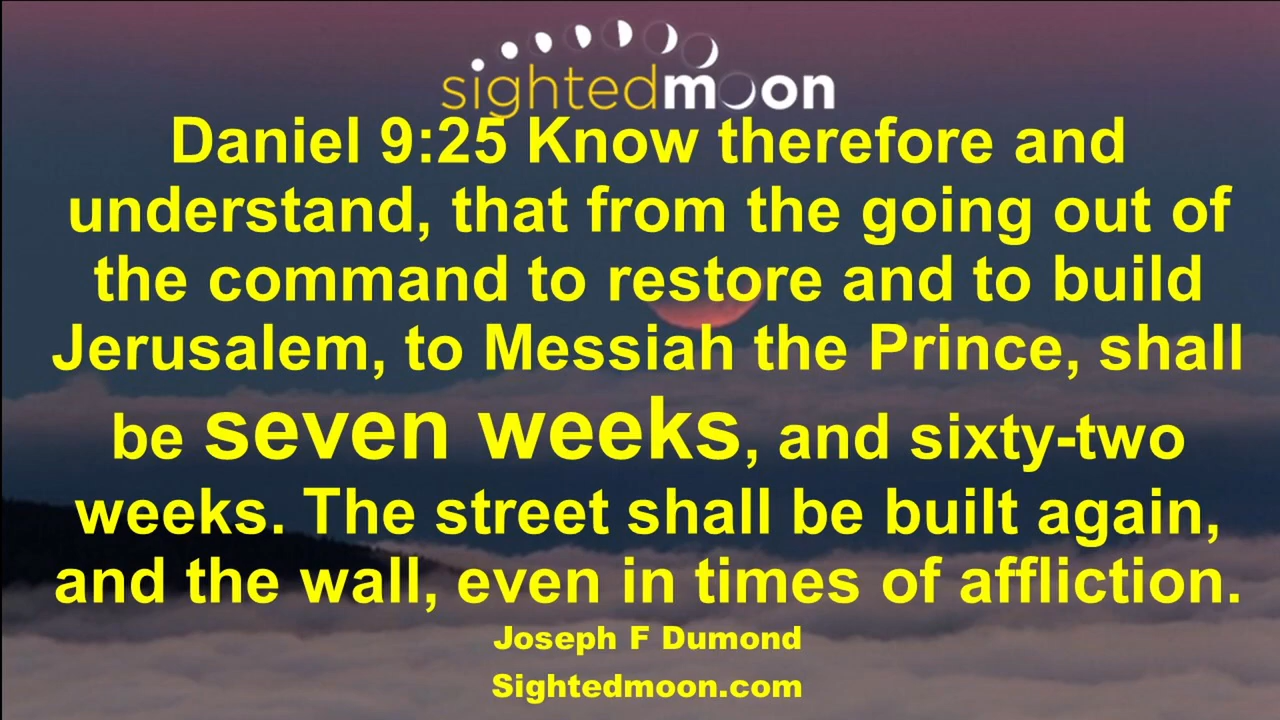 sightedmoon
Daniel 9:25 Know therefore and
understand, that from the going out of
the command to restore and to build
Jerusalem, to Messiah the Prince, shall
be seven weeks, and sixty-two
weeks. The street shall be built again,
and the wall, even in times of affliction.
Joseph F Dumond
Sightedmoon.com